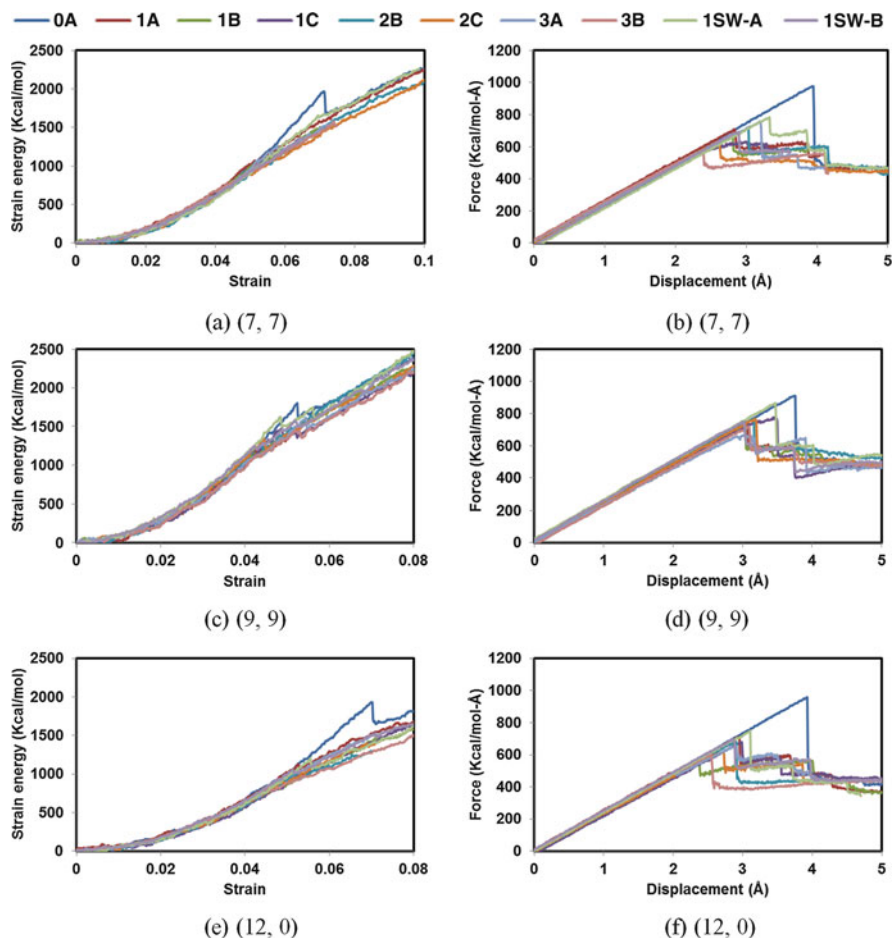 0A 1A 1B 1C 2B 2C 3A 3B 1SW-A 1SW-B
2500
2000
1500
1000
500
0
Strain energy (Kcal/mol)
0 0.02 0.04 0.06 0.08 0.1
Strain
(a) (7, 7)
1200
1000
800
600
400
200
0
Force (Kcal/mol-Å)
0 1 2 3 4 5
Displacement (Å)
(b) (7, 7)
2500
2000
1500
1000
500
0
Strain energy (Kcal/mol)
0 0.02 0.04 0.06 0.08
Strain
(c) (9, 9)
1200
1000
800
600
400
200
0
Force (Kcal/mol-Å)
0 1 2 3 4 5
Displacement (Å)
(d) (9, 9)
2500
2000
1500
1000
500
0
Strain energy (Kcal/mol)
0 0.02 0.04 0.06 0.08
Strain
(e) (12, 0)
1200
1000
800
600
400
200
0
Force (Kcal/mol-Å)
0 1 2 3 4 5
Displacement (Å)
(f) (12, 0)